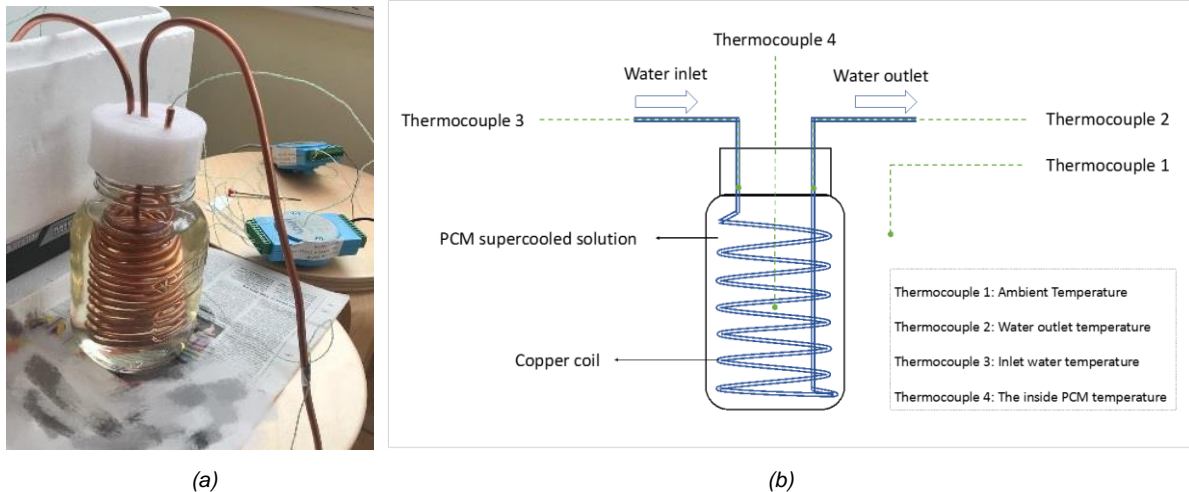 Thermocouple 4
Water inlet
Water outlet
Thermocouple 3
Thermocouple 2
Thermocouple 1
PCM supercooled solution
Thermocouple 1: Ambient Temperature
Thermocouple 2: Water outlet temperature
Copper coil
Thermocouple 3: Inlet water temperature
Thermocouple 4: The inside PCM temperature
(a)
(b)